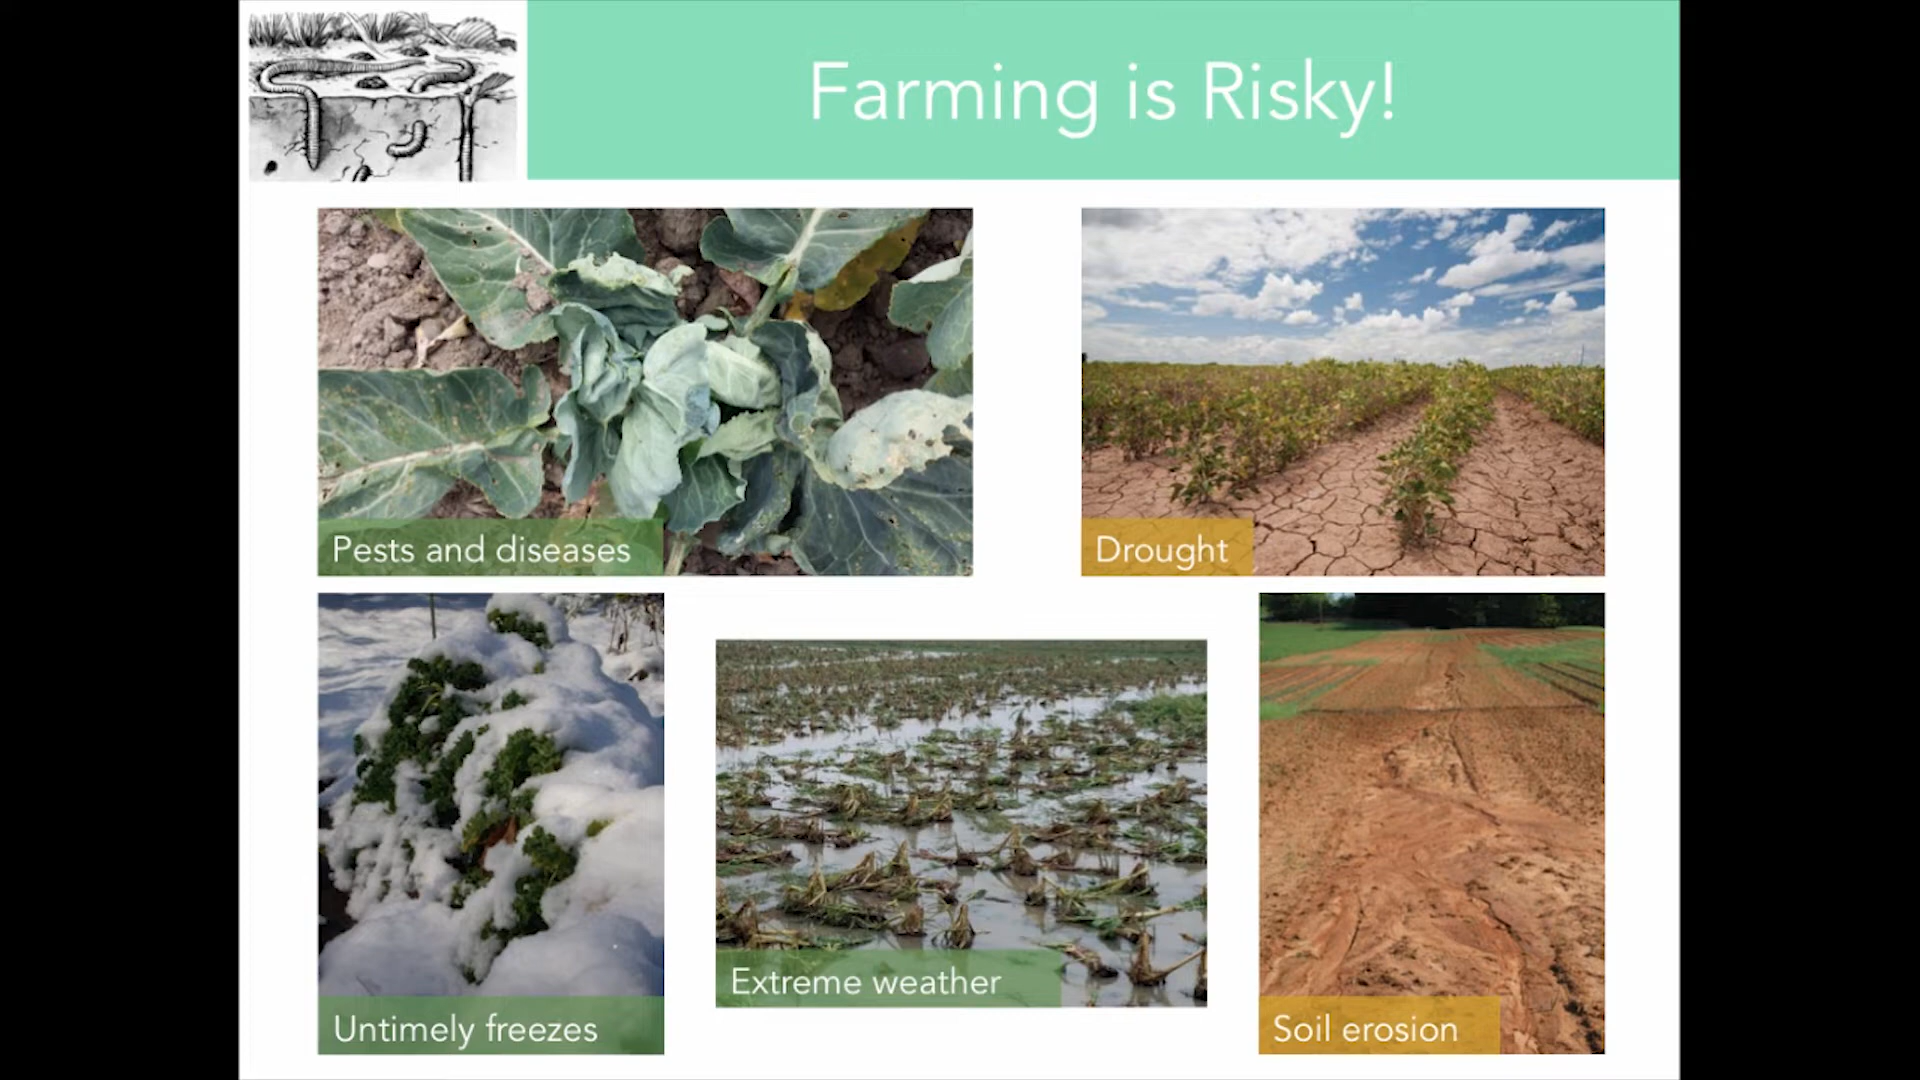 Farming is Risky!
Pests and diseases
Drought
Untimely freezes
Extreme weather
Soil erosion